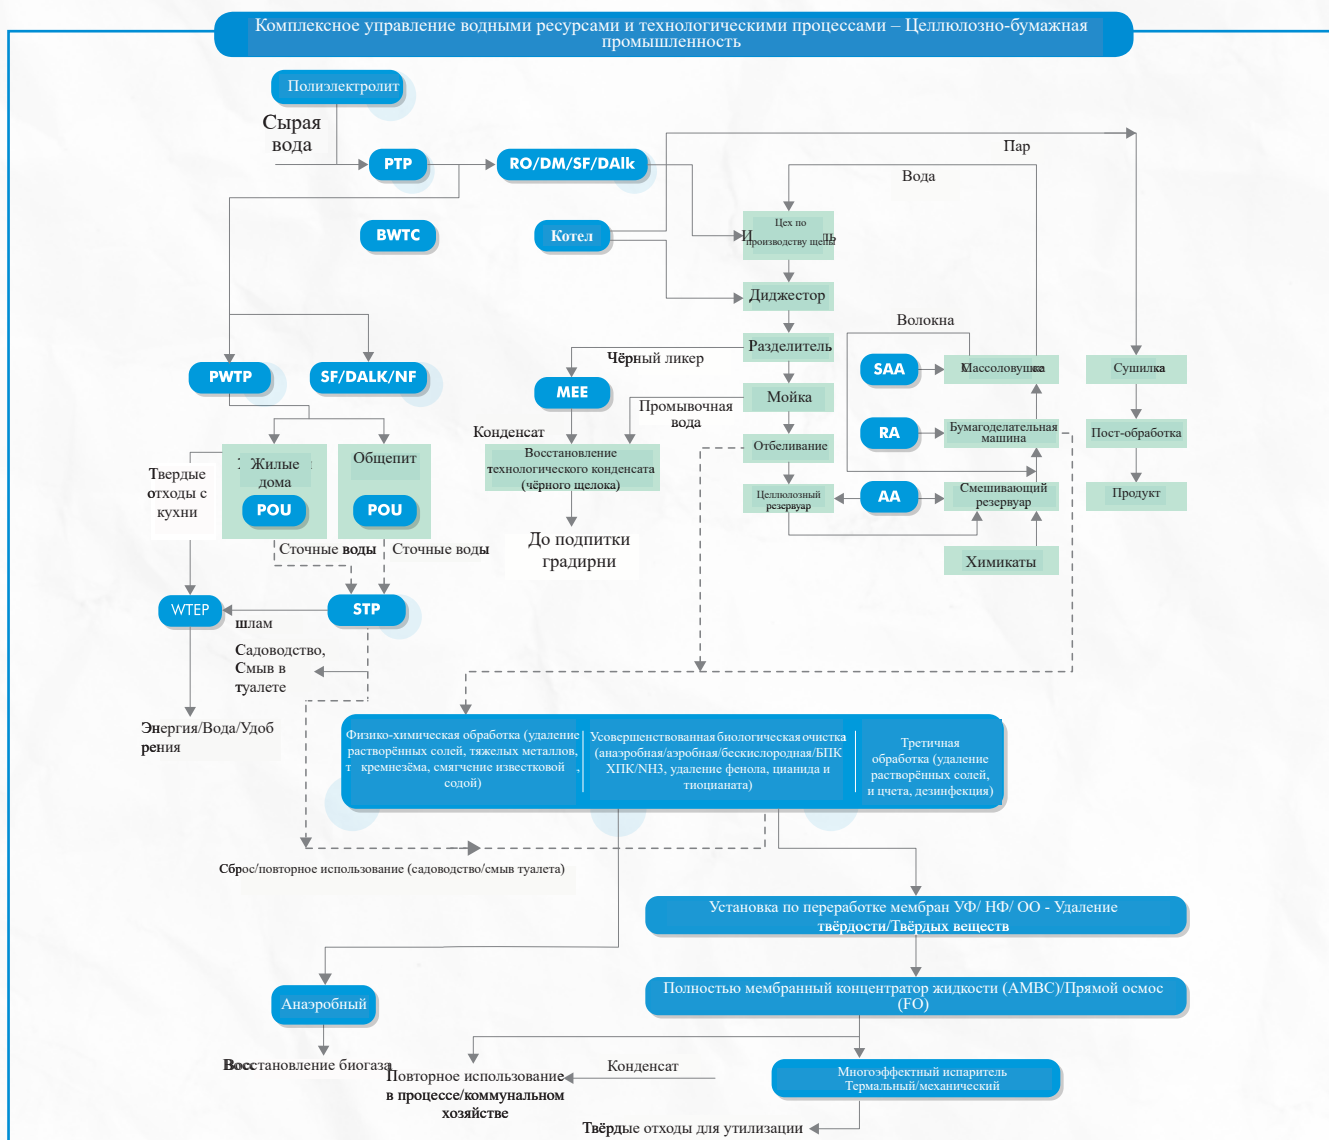 Комплексное управление водными ресурсами и технологическими процессами – Целлюлозно-бумажная
промышленность
Полиэлектролит
Сырая
вода
PTP
RO/DM/SF/DAlk
Пар
Вода
BWTC
Котел
Цех по
производству щепы
Диджестор
Разделитель
Чёрный ликер
Волокна
PWTP
SF/DALK/NF
MEE
Мойка
SAA
Массоловушке
Сушилка
Промывочная
вода
Конденсат
Отбеливание
RA
Бумагоделательная
машина
Пост-обработка
Твердые
отходы с
кухни
Жилые
дома
POU
Общепит
POU
Восстановление
технологического конденсата
(чёрного щелока)
Целлюлозный
резервуар
AA
Смешивающий
резервуар
Продукт
До подпитки
градирни
Химикаты
Сточные воды
Сточные воды
WTEP
STP
шлам
Садоводство,
Смыв в
туалете
Энергия/Вода/Удоб
рения
Физико-химическая обработка (удаление
растворённых солей, тяжелых металлов,
кремнезёма, смягчение известковой
содой)
Усовершенствованная биологическая очистка
(анаэробная/аэробная/бескислородная/БПК
ХПК/NH3, удаление фенола, цианида и
тиоцианата)
Третичная
обработка (удаление
растворённых солей,
и цчета, дезинфекция)
Сброс/повторное использование (садоводство/смыв туалета)
Установка по переработке мембран УФ/ НФ/ ОО - Удаление
твёрдости/Твёрдых веществ
Полностью мембранный концентратор жидкости (AMBC)/Прямой осмос
(FO)
Анаэробный
Восстановление биогаза
Повторное использование
в процессе/коммунальном
хозяйстве
Конденсат
Многоэффектный испаритель
Термальный/механический
Твёрдые отходы для утилизации